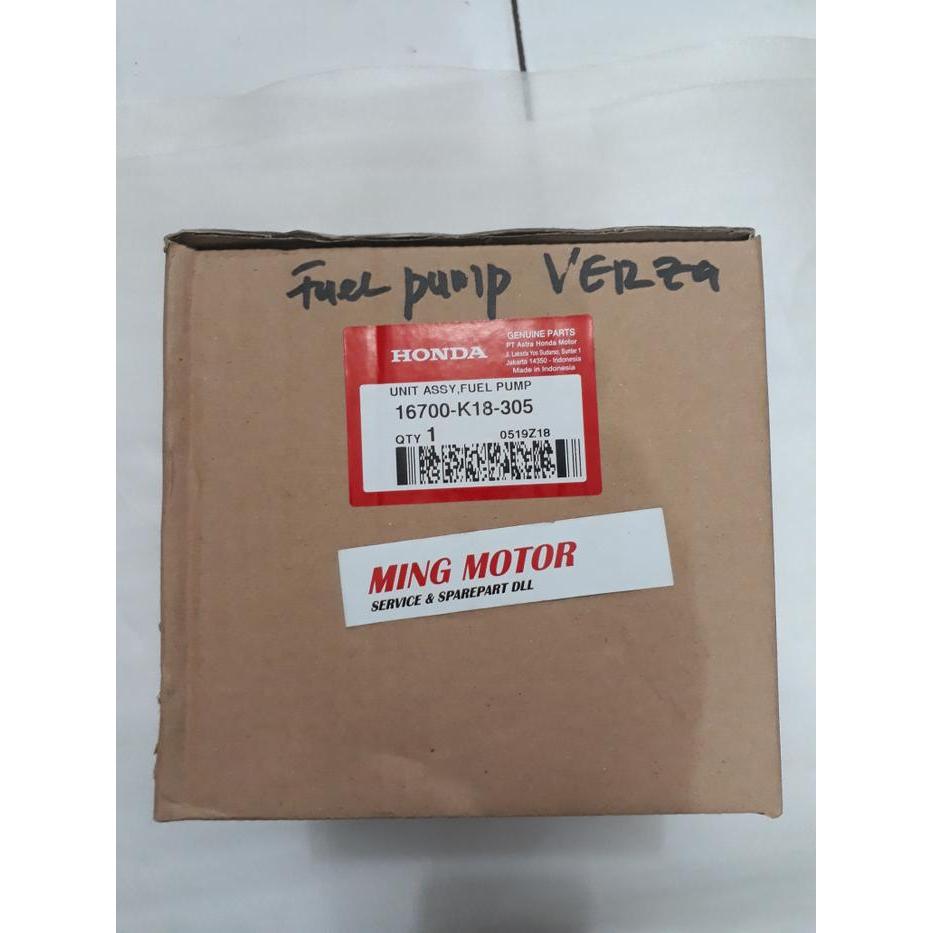 Fuel pump VERZA
HONDA
GENUINE PARTS
PT Astra Honda Motor
Jl. Laksda Yos Sudarso, Sunter 1
Jakarta 14350 - Indonesia
Made in Indonesia
UNIT ASSY,FUEL PUMP
16700-K18-305
QTY 1 0519Z18
MING MOTOR
SERVICE & SPAREPART DLL